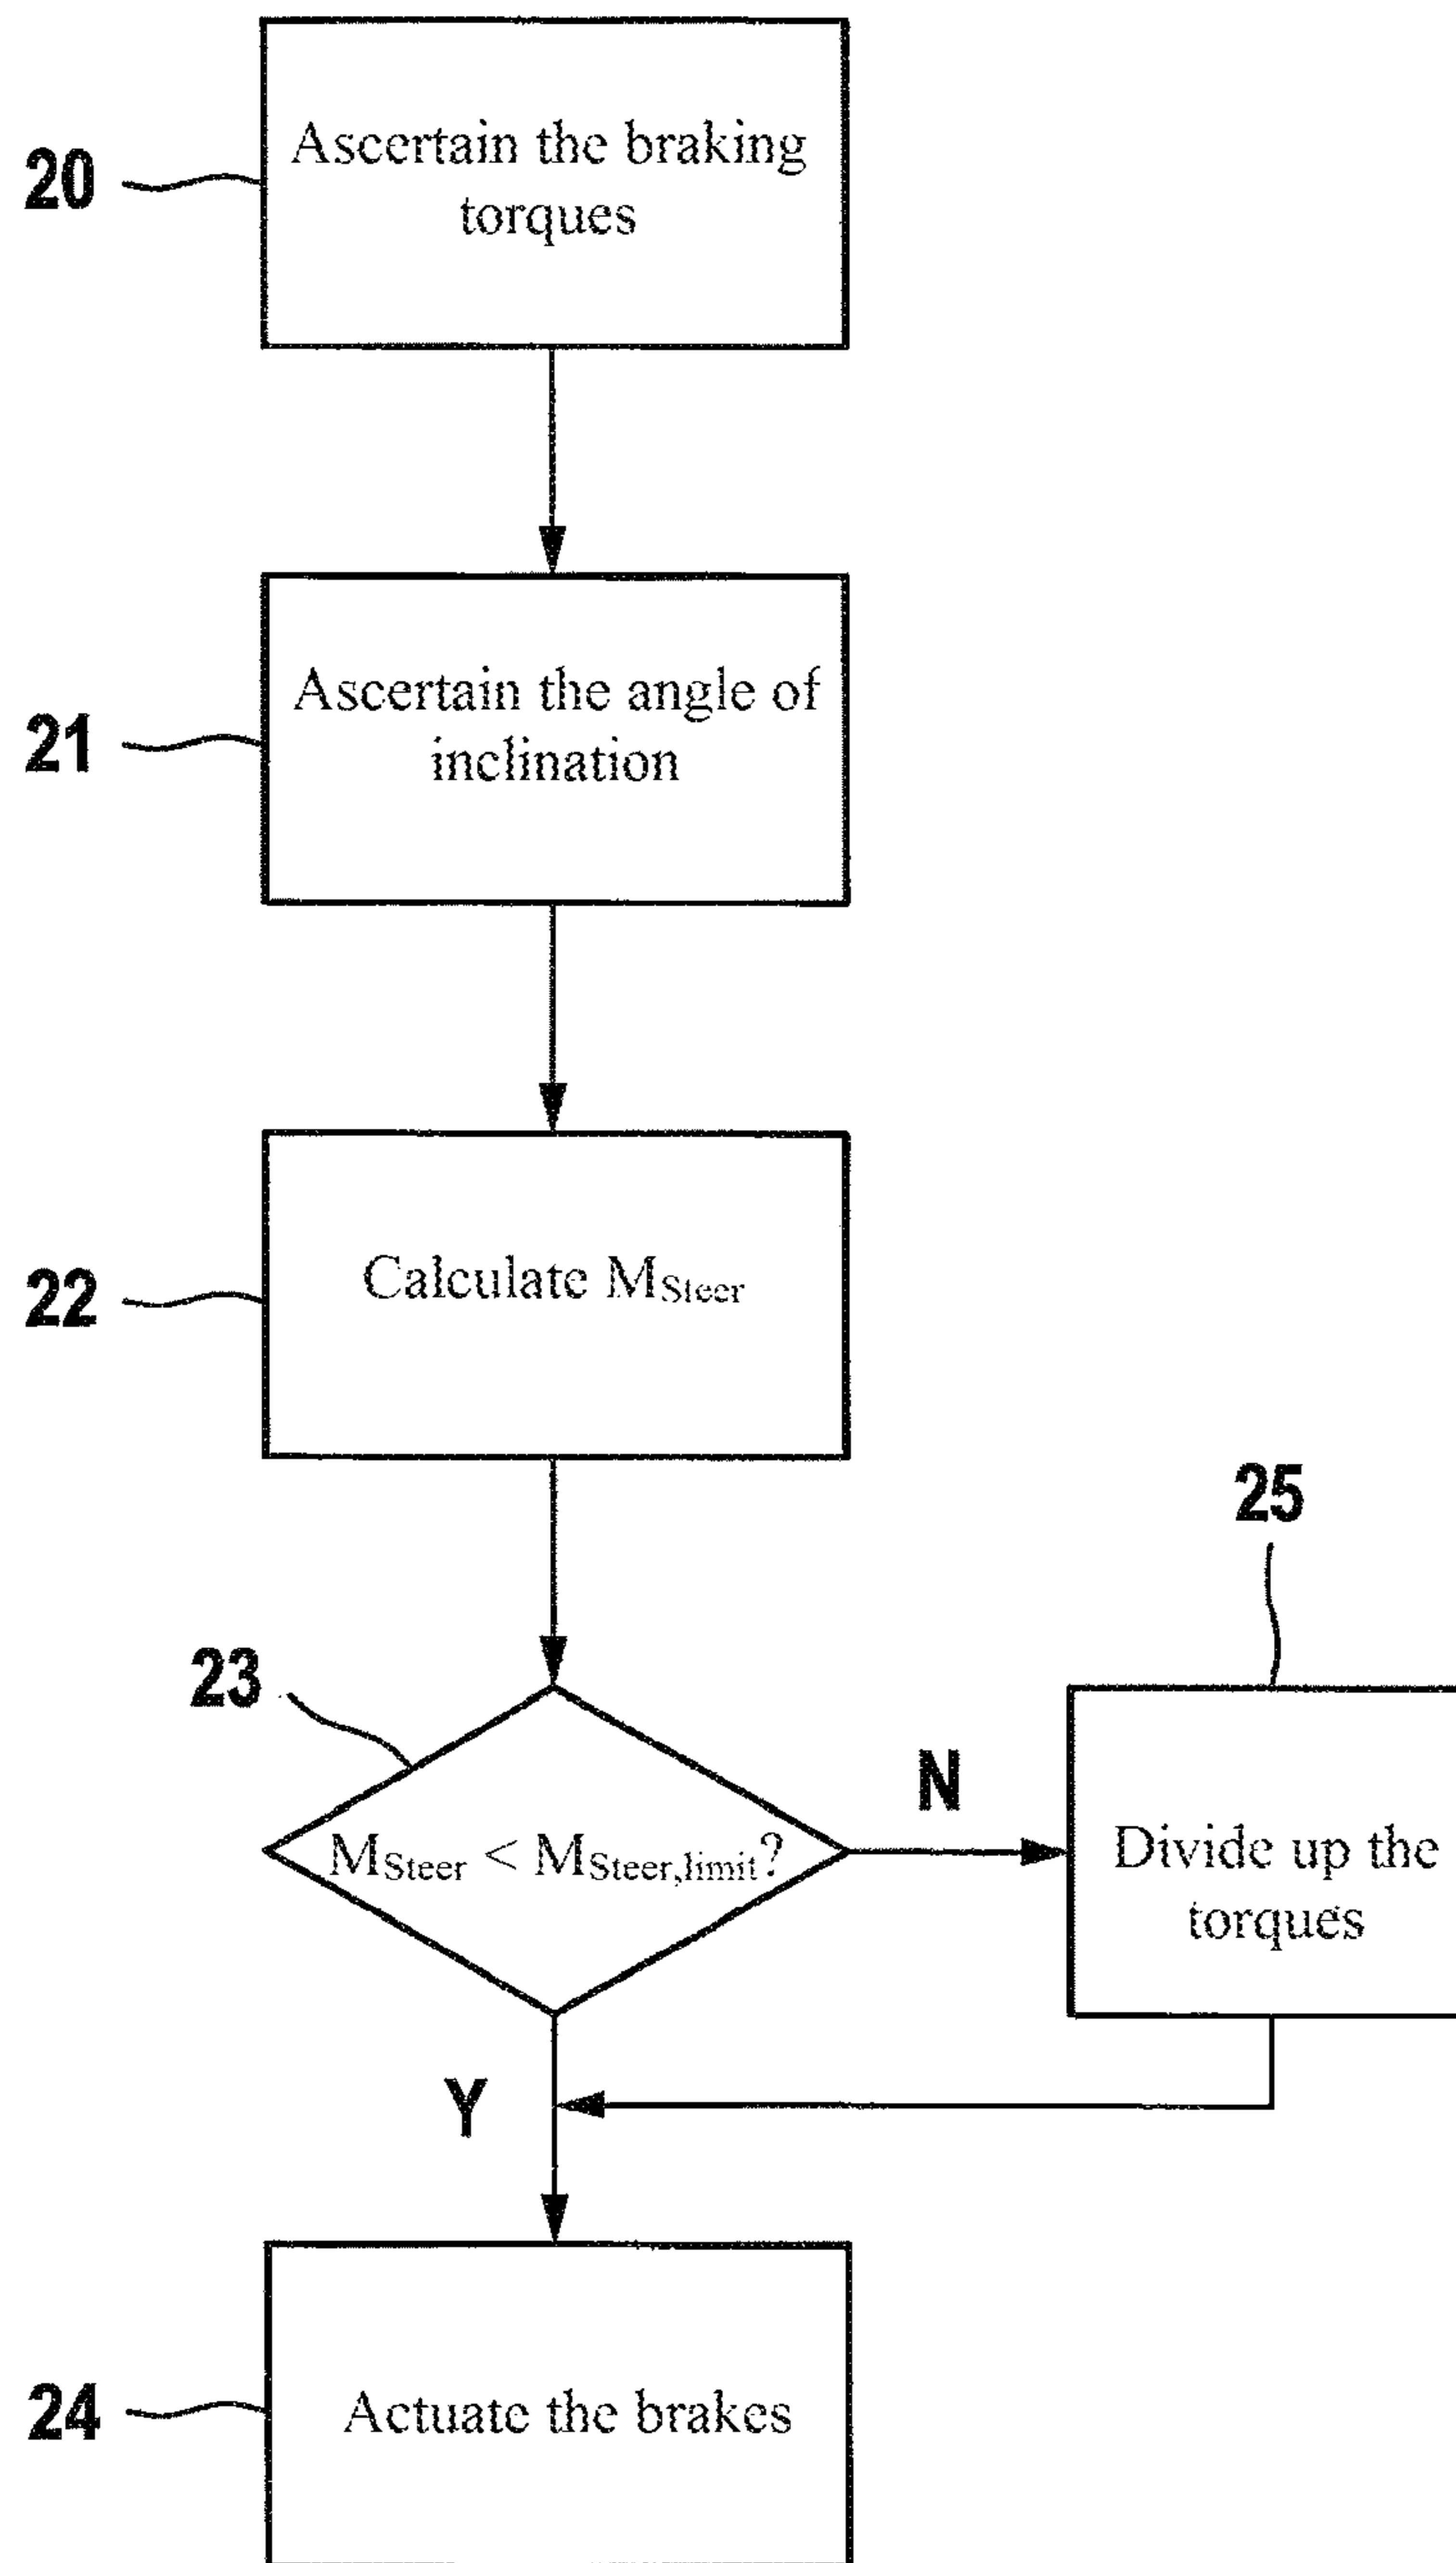 20
Ascertain the braking
torques
21
Ascertain the angle of
inclination
22
Calculate MSteer
23
MSteer < MSteer,limit?
N
25
Divide up the
torques
Y
24
Actuate the brakes